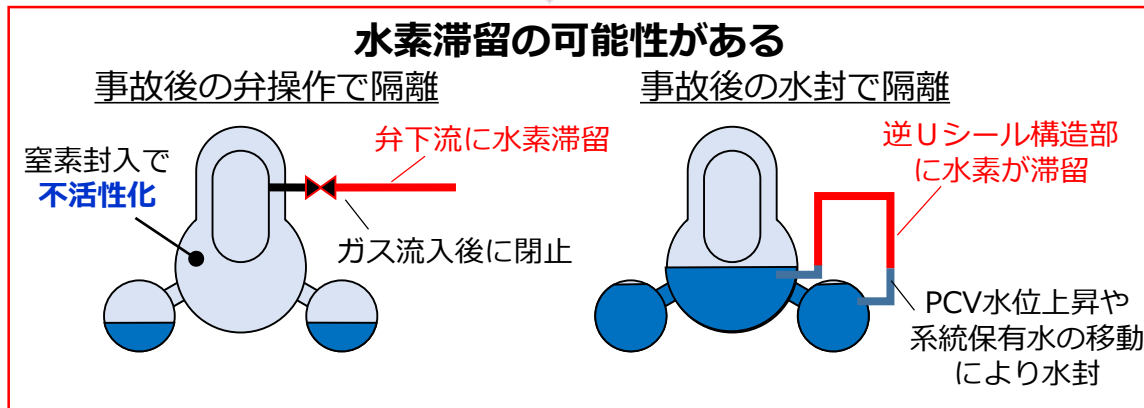 水素滞留の可能性がある
事故後の弁操作で隔離
窒素封入で
不活性化
弁下流に水素滞留
ガス流入後に閉止
事故後の水封で隔離
逆Uシール構造部
に水素が滞留
PCV水位上昇や
系統保有水の移動
により水封